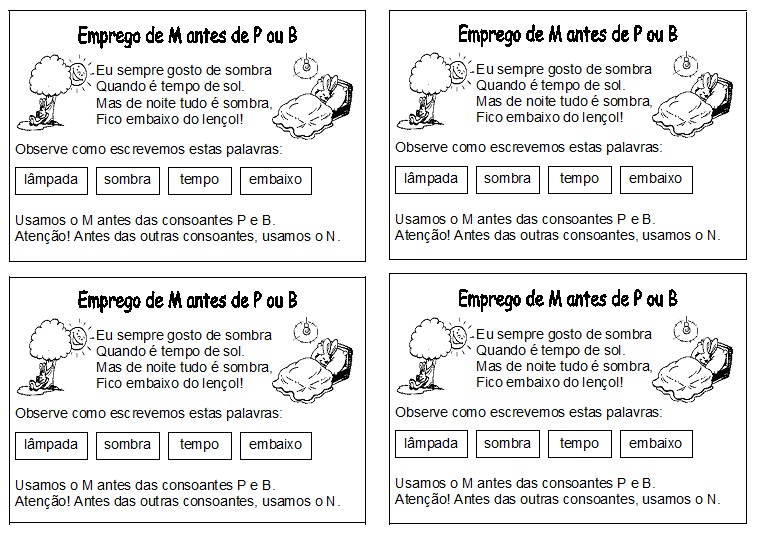 Emprego de M antes de P ou B
Eu sempre gosto de sombra
Quando é tempo de sol.
Mas de noite tudo é sombra,
Fico embaixo do lençol!
Observe como escrevemos estas palavras:
lâmpada sombra tempo embaixo
Usamos o M antes das consoantes P e B.
Atenção! Antes das outras consoantes, usamos o N.
Emprego de M antes de P ou B
Eu sempre gosto de sombra
Quando é tempo de sol.
Mas de noite tudo é sombra,
Fico embaixo do lençol!
Observe como escrevemos estas palavras:
lâmpada sombra tempo embaixo
Usamos o M antes das consoantes P e B.
Atenção! Antes das outras consoantes, usamos o N.
Emprego de M antes de P ou B
Eu sempre gosto de sombra
Quando é tempo de sol.
Mas de noite tudo é sombra,
Fico embaixo do lençol!
Observe como escrevemos estas palavras:
lâmpada sombra tempo embaixo
Usamos o M antes das consoantes P e B.
Atenção! Antes das outras consoantes, usamos o N.
Emprego de M antes de P ou B
Eu sempre gosto de sombra
Quando é tempo de sol.
Mas de noite tudo é sombra,
Fico embaixo do lençol!
Observe como escrevemos estas palavras:
lâmpada sombra tempo embaixo
Usamos o M antes das consoantes P e B.
Atenção! Antes das outras consoantes, usamos o N.